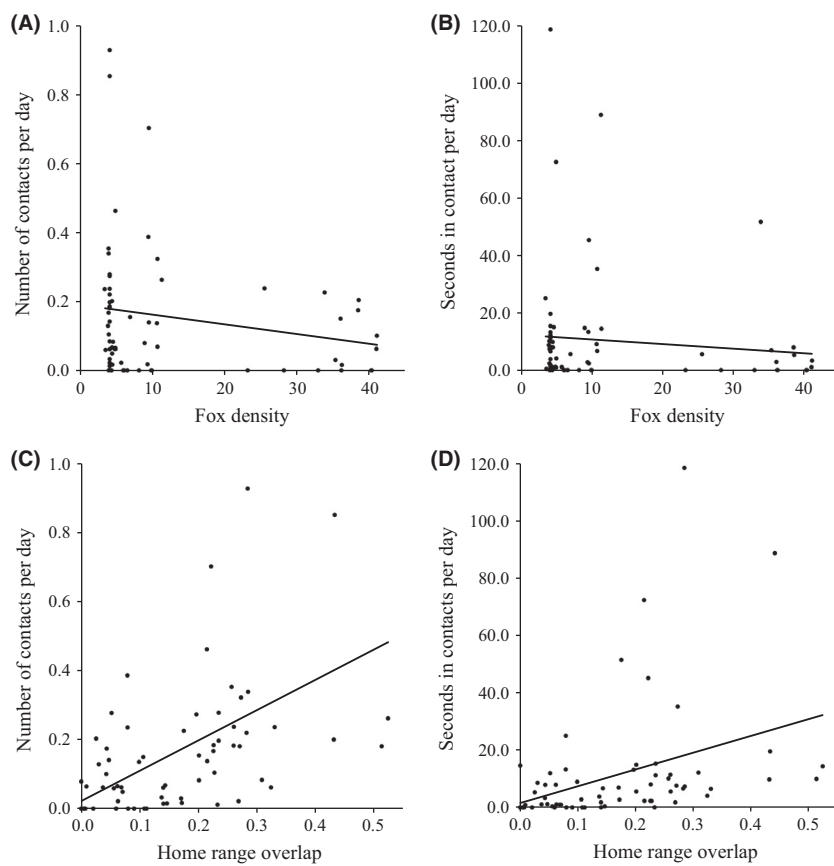 (A)
1.0
0.8
0.6
0.4
0.2
0.0
Number of contacts per day
0 10 20 30 40
Fox density
(B)
120.0
100.0
80.0
60.0
40.0
20.0
0.0
Seconds in contact per day
0 10 20 30 40
Fox density
(C)
1.0
0.8
0.6
0.4
0.2
0.0
Number of contacts per day
0.0 0.1 0.2 0.3 0.4 0.5
Home range overlap
(D)
120.0
100.0
80.0
60.0
40.0
20.0
0.0
Seconds in contacts per day
0.0 0.1 0.2 0.3 0.4 0.5
Home range overlap